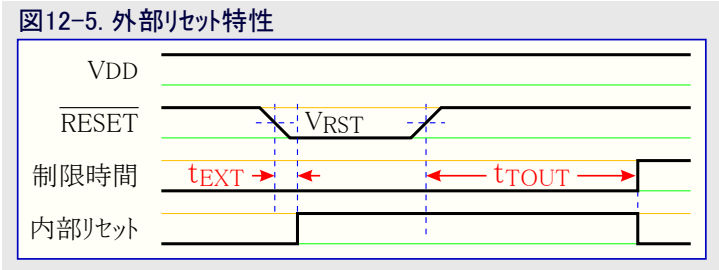 図12-5. 外部リセット特性
VDD
RESET
VRST
制限時間
tEXT
tTOUT
内部リセット